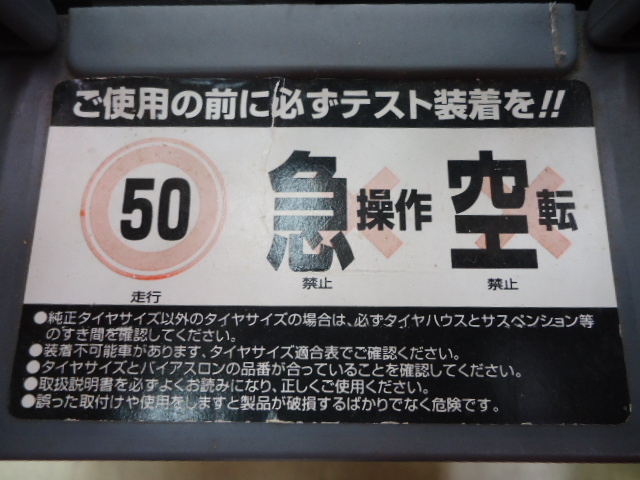 ご使用の前に必ずテスト装着を!!
50
走行
急操作
禁止
空転
禁止
●純正タイヤサイズ以外のタイヤサイズの場合は、必ずタイヤハウスとサスペンション等
のすき間を確認してください。
●装着不可能車があります、タイヤサイズ適合表でご確認ください。
●タイヤサイズとバイアスロンの品番が合っていることを確認してください。
●取扱説明書を必ずよくお読みになり、正しくご使用ください。
●誤った取付けや使用をしますと製品が破損するばかりでなく危険です。